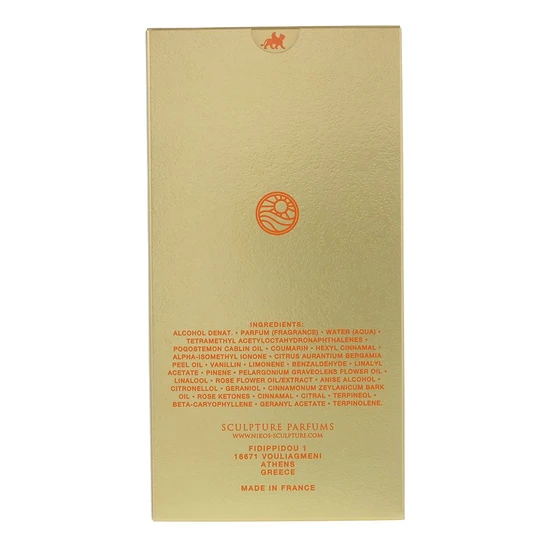 INGREDIENTS:
ALCOHOL DENAT. • PARFUM (FRAGRANCE) • WATER (AQUA) •
TETRAMETHYL ACETYLOCTAHYDRONAPHTHALENES •
POGOSTEMON CABLIN OIL • COUMARIN • HEXYL CINNAMAL •
ALPHA-ISOMETHYL IONONE • CITRUS AURANTIUM BERGAMIA
PEEL OIL • VANILLIN • LIMONENE • BENZALDEHYDE • LINALYL
ACETATE • PINENE • PELARGONIUM GRAVEOLENS FLOWER OIL •
LINALOOL • ROSE FLOWER OIL/EXTRACT • ANISE ALCOHOL •
CITRONELLOL • GERANIOL • CINNAMONUM ZEYLANICUM BARK
OIL • ROSE KETONES • CINNAMAL • CITRAL • TERPINEOL •
BETA-CARYOPHYLLENE • GERANYL ACETATE • TERPINOLENE.
SCULPTURE PARFUMS
WWW.NIKOS-SCULPTURE.COM
FIDIPPIDOU 1
16671 VOULIAGMENI
ATHENS
GREECE
MADE IN FRANCE